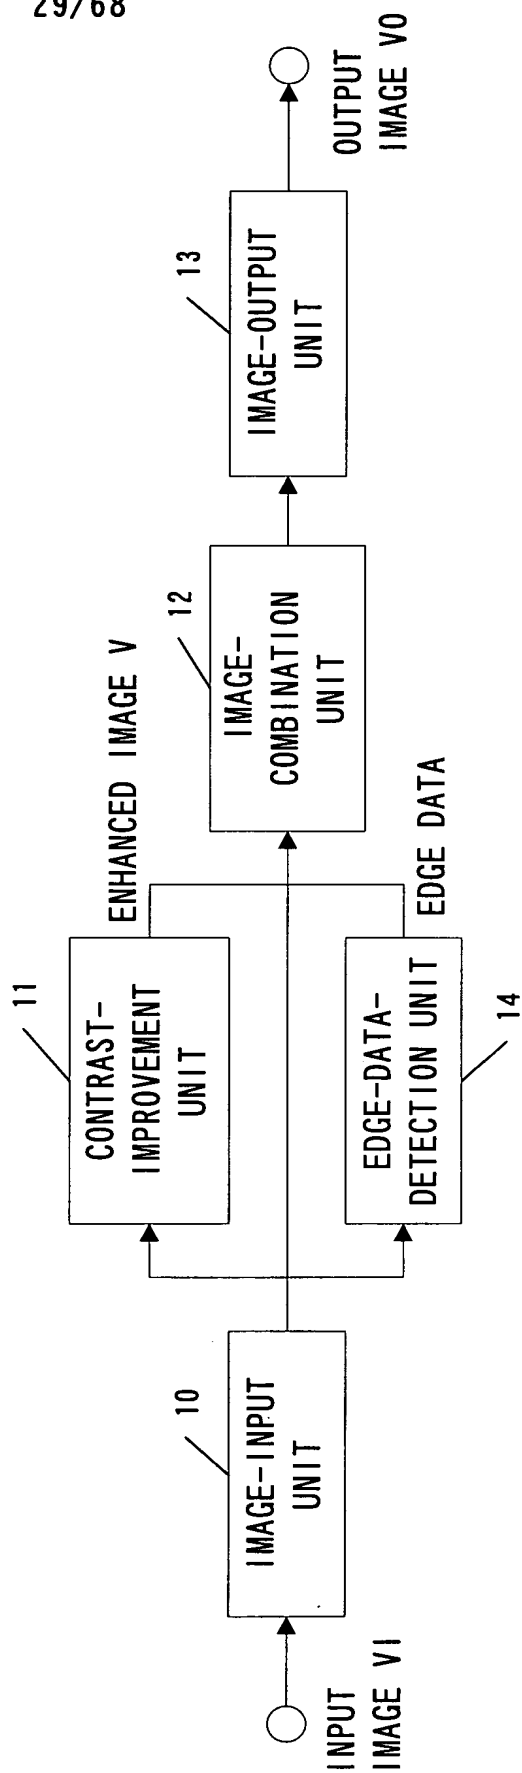 29/68
INPUT
IMAGE VI
10
IMAGE-INPUT
UNIT
11
CONTRAST-
IMPROVEMENT
UNIT
ENHANCED IMAGE V
14
EDGE-DATA-
DETECTION UNIT
EDGE DATA
12
IMAGE-
COMBINATION
UNIT
13
IMAGE-OUTPUT
UNIT
OUTPUT
IMAGE VO